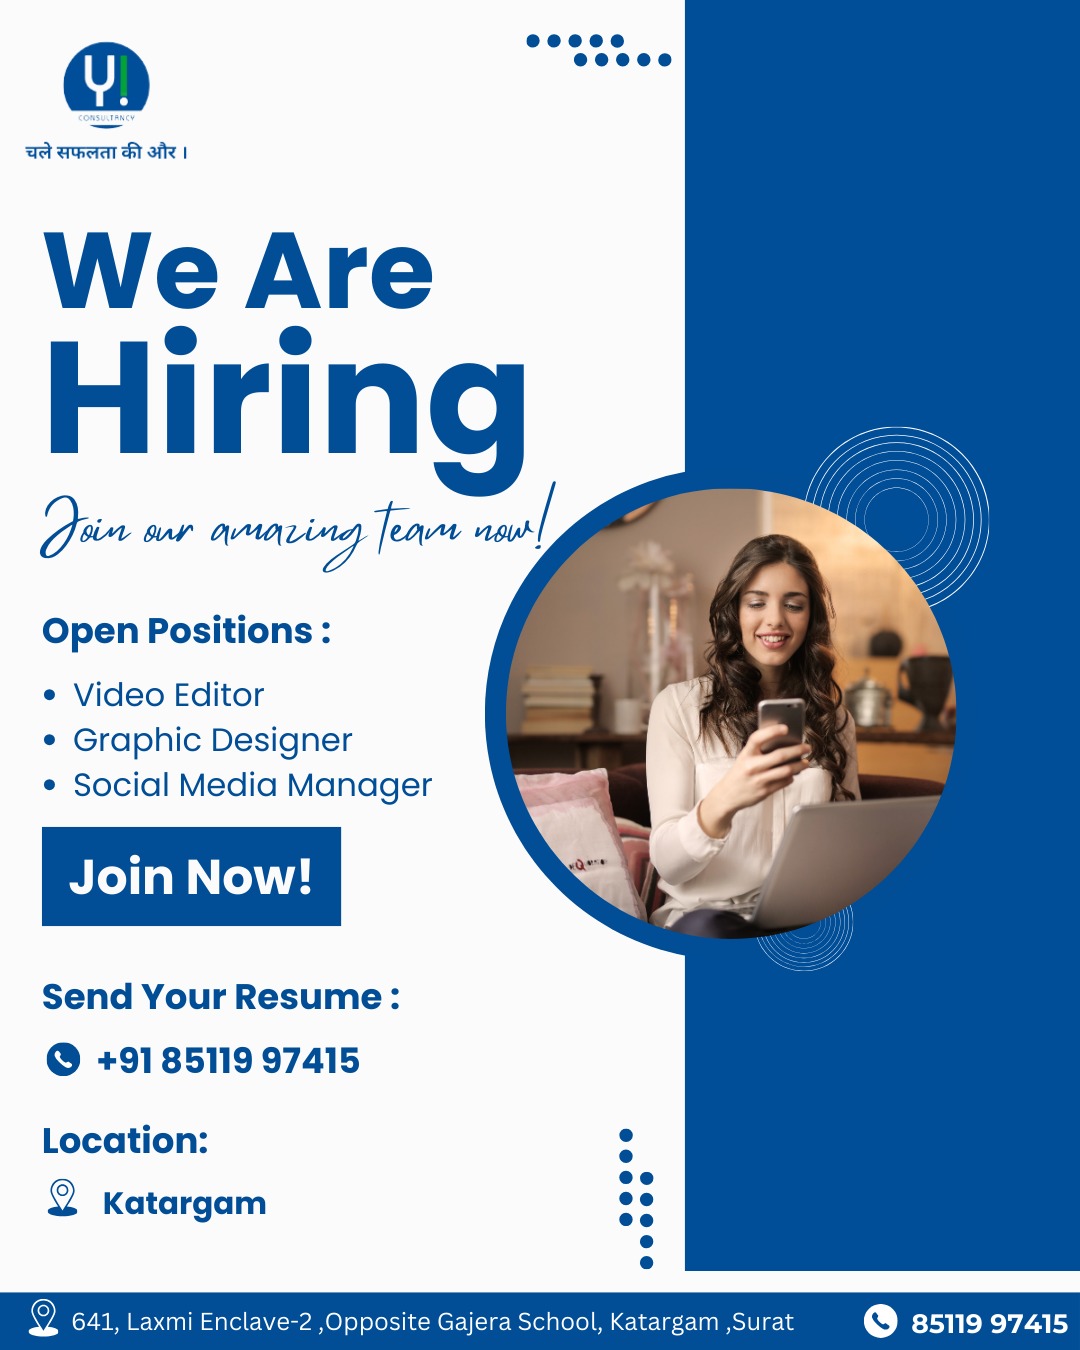 Y!
CONSULTANCY
चले सफलता की और ।
We Are
Hiring
Join our amazing team now!
Open Positions :
• Video Editor
• Graphic Designer
• Social Media Manager
Join Now!
Send Your Resume :
+91 85119 97415
Location:
Katargam
641, Laxmi Enclave-2 ,Opposite Gajera School, Katargam ,Surat
85119 97415